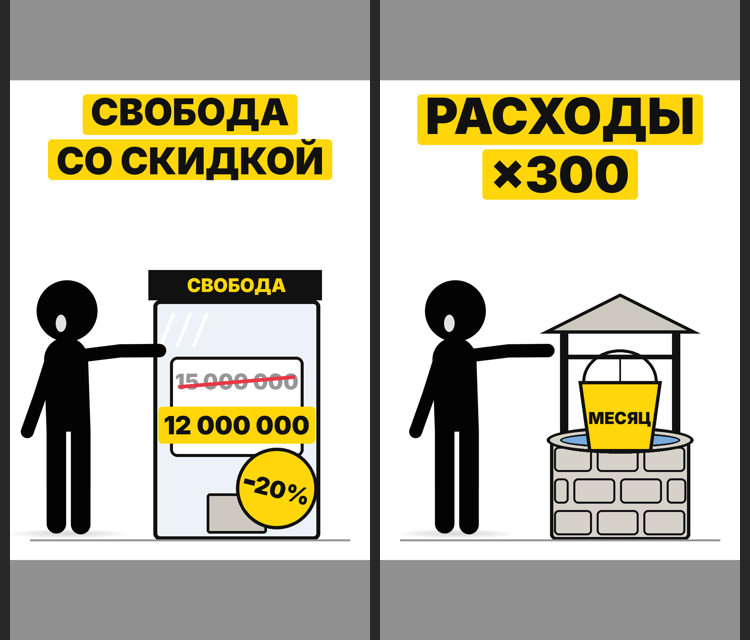 СВОБОДА
СО СКИДКОЙ
СВОБОДА
15 000 000
12 000 000
-20%
РАСХОДЫ
×300
МЕСЯЦ